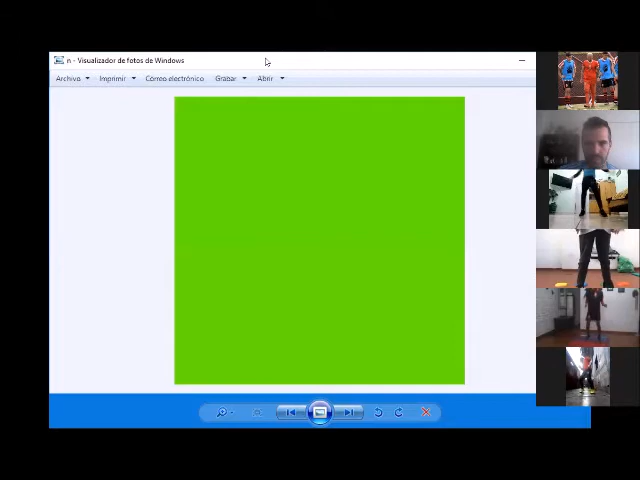 n - Visualizador de fotos de Windows
Archivo Imprimir Correo electrónico Grabar Abrir